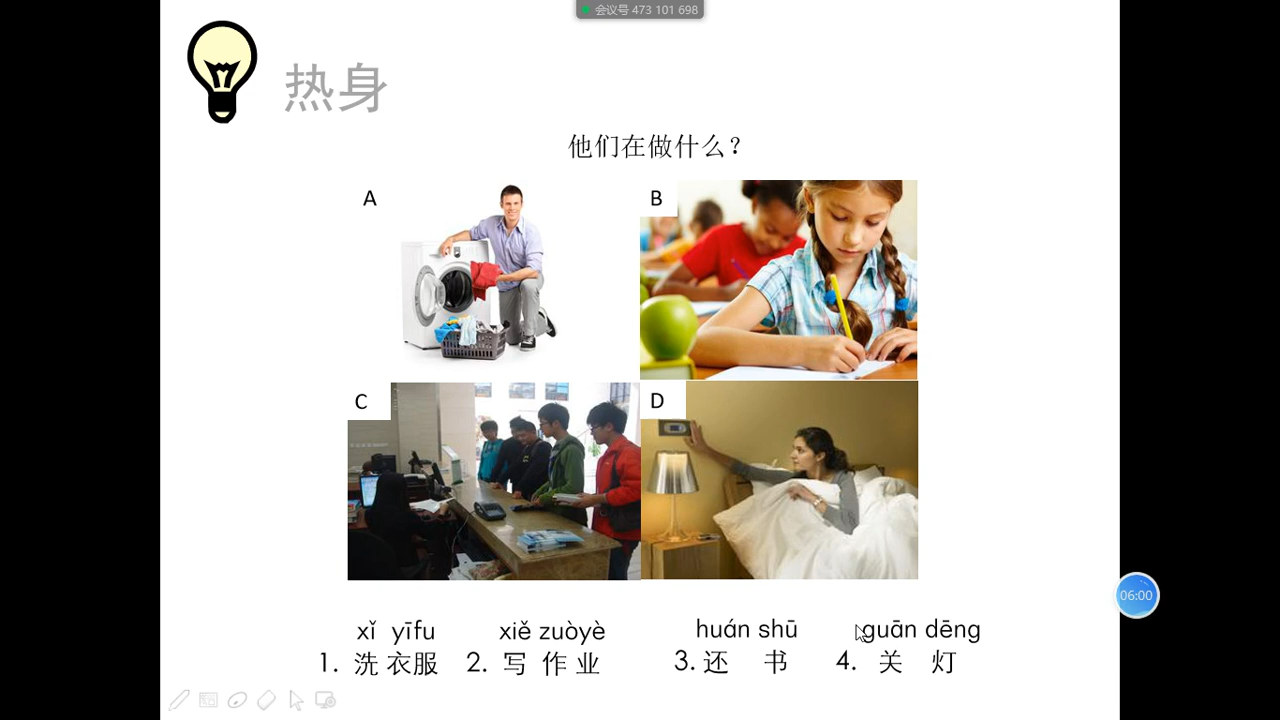 会议号 473 101 698
热身
他们在做什么？
A
B
C
D
06:00
xǐ yīfu xiě zuòyè huán shū guān dēng
1. 洗 衣服 2. 写 作 业 3. 还 书 4. 关 灯